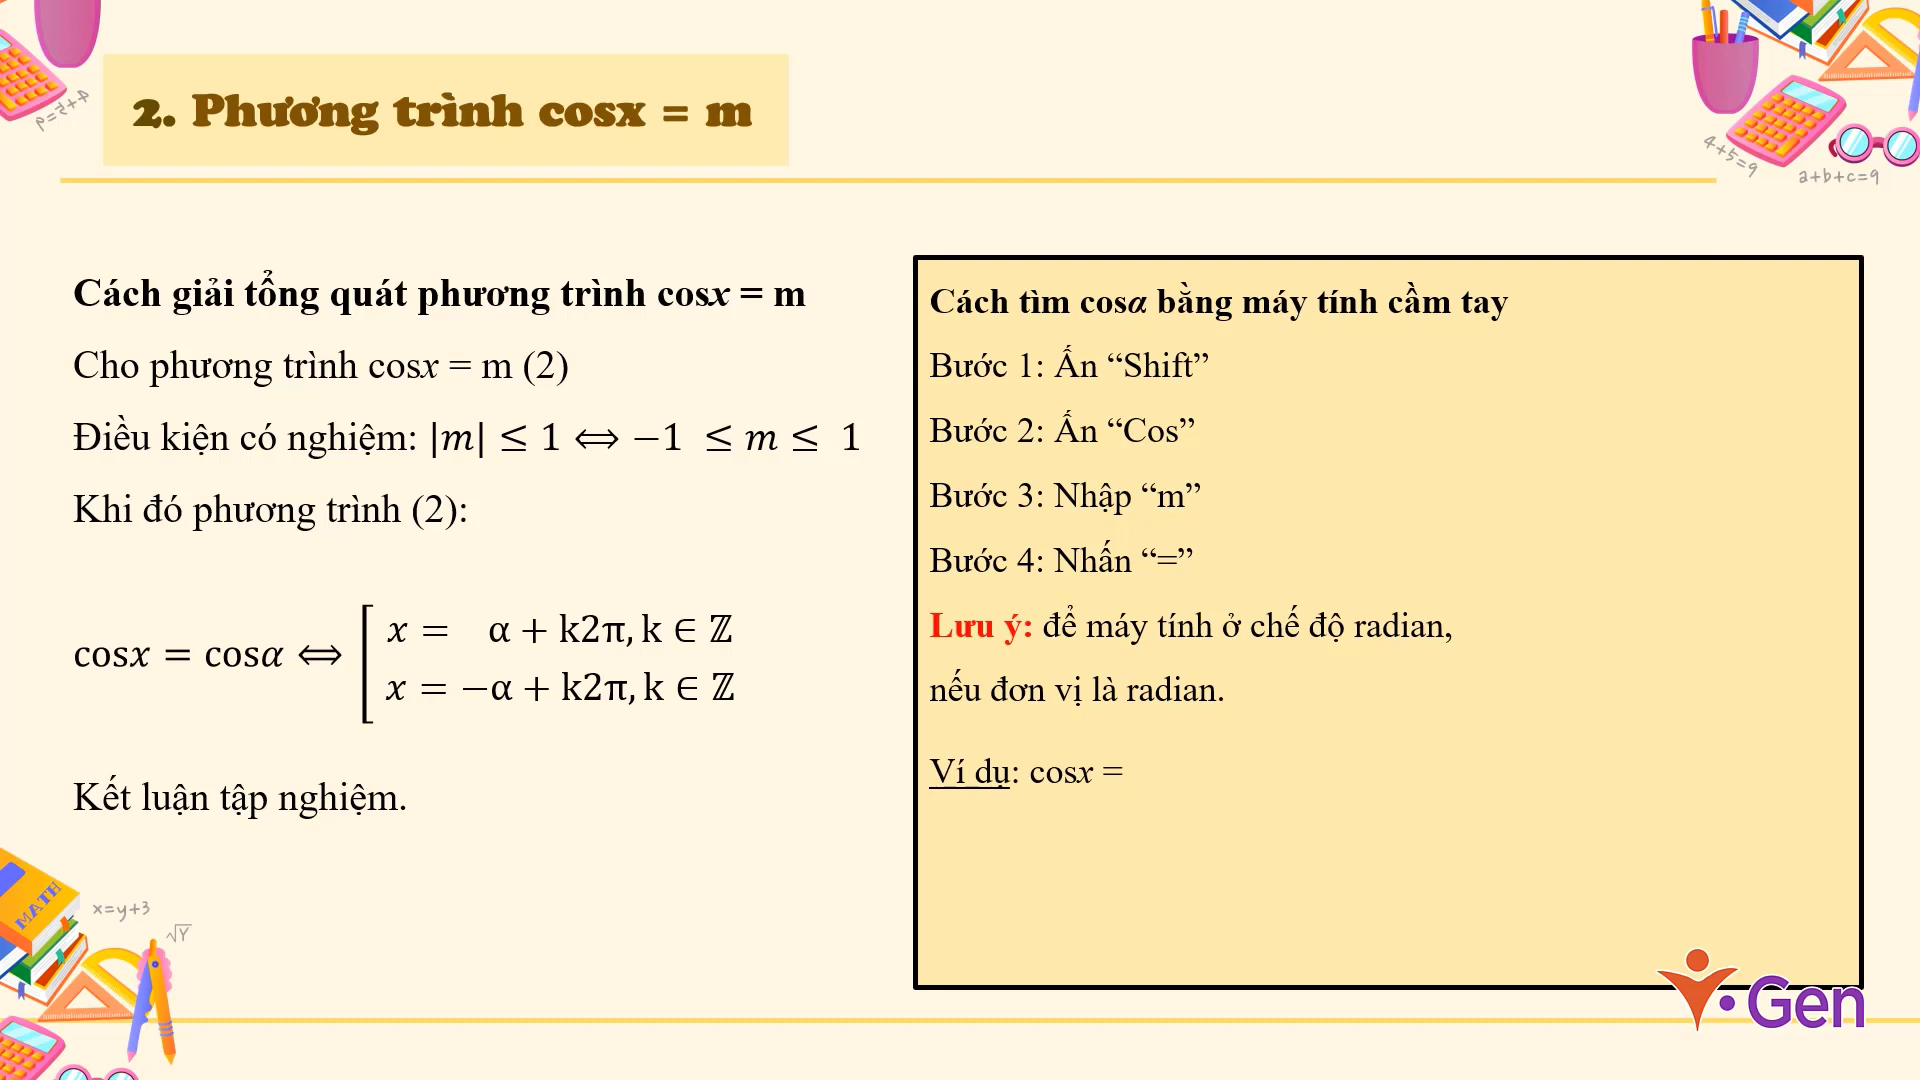 2. Phương trình cosx = m
4+5=9
4+5=9
a+b+c=9
Cách giải tổng quát phương trình cosx = m
Cho phương trình cosx = m (2)
Điều kiện có nghiệm: |m| ≤ 1 ⟺ −1 ≤ m ≤ 1
Khi đó phương trình (2):
cosx = cosα ⟺ [ x = α + k2π, k ∈ ℤ
x = −α + k2π, k ∈ ℤ
Kết luận tập nghiệm.
Cách tìm cosα bằng máy tính cầm tay
Bước 1: Ấn “Shift”
Bước 2: Ấn “Cos”
Bước 3: Nhập “m”
Bước 4: Nhấn “=”
Lưu ý: để máy tính ở chế độ radian,
nếu đơn vị là radian.
Ví dụ: cosx =
MATH
x=y+3
√Y
Gen